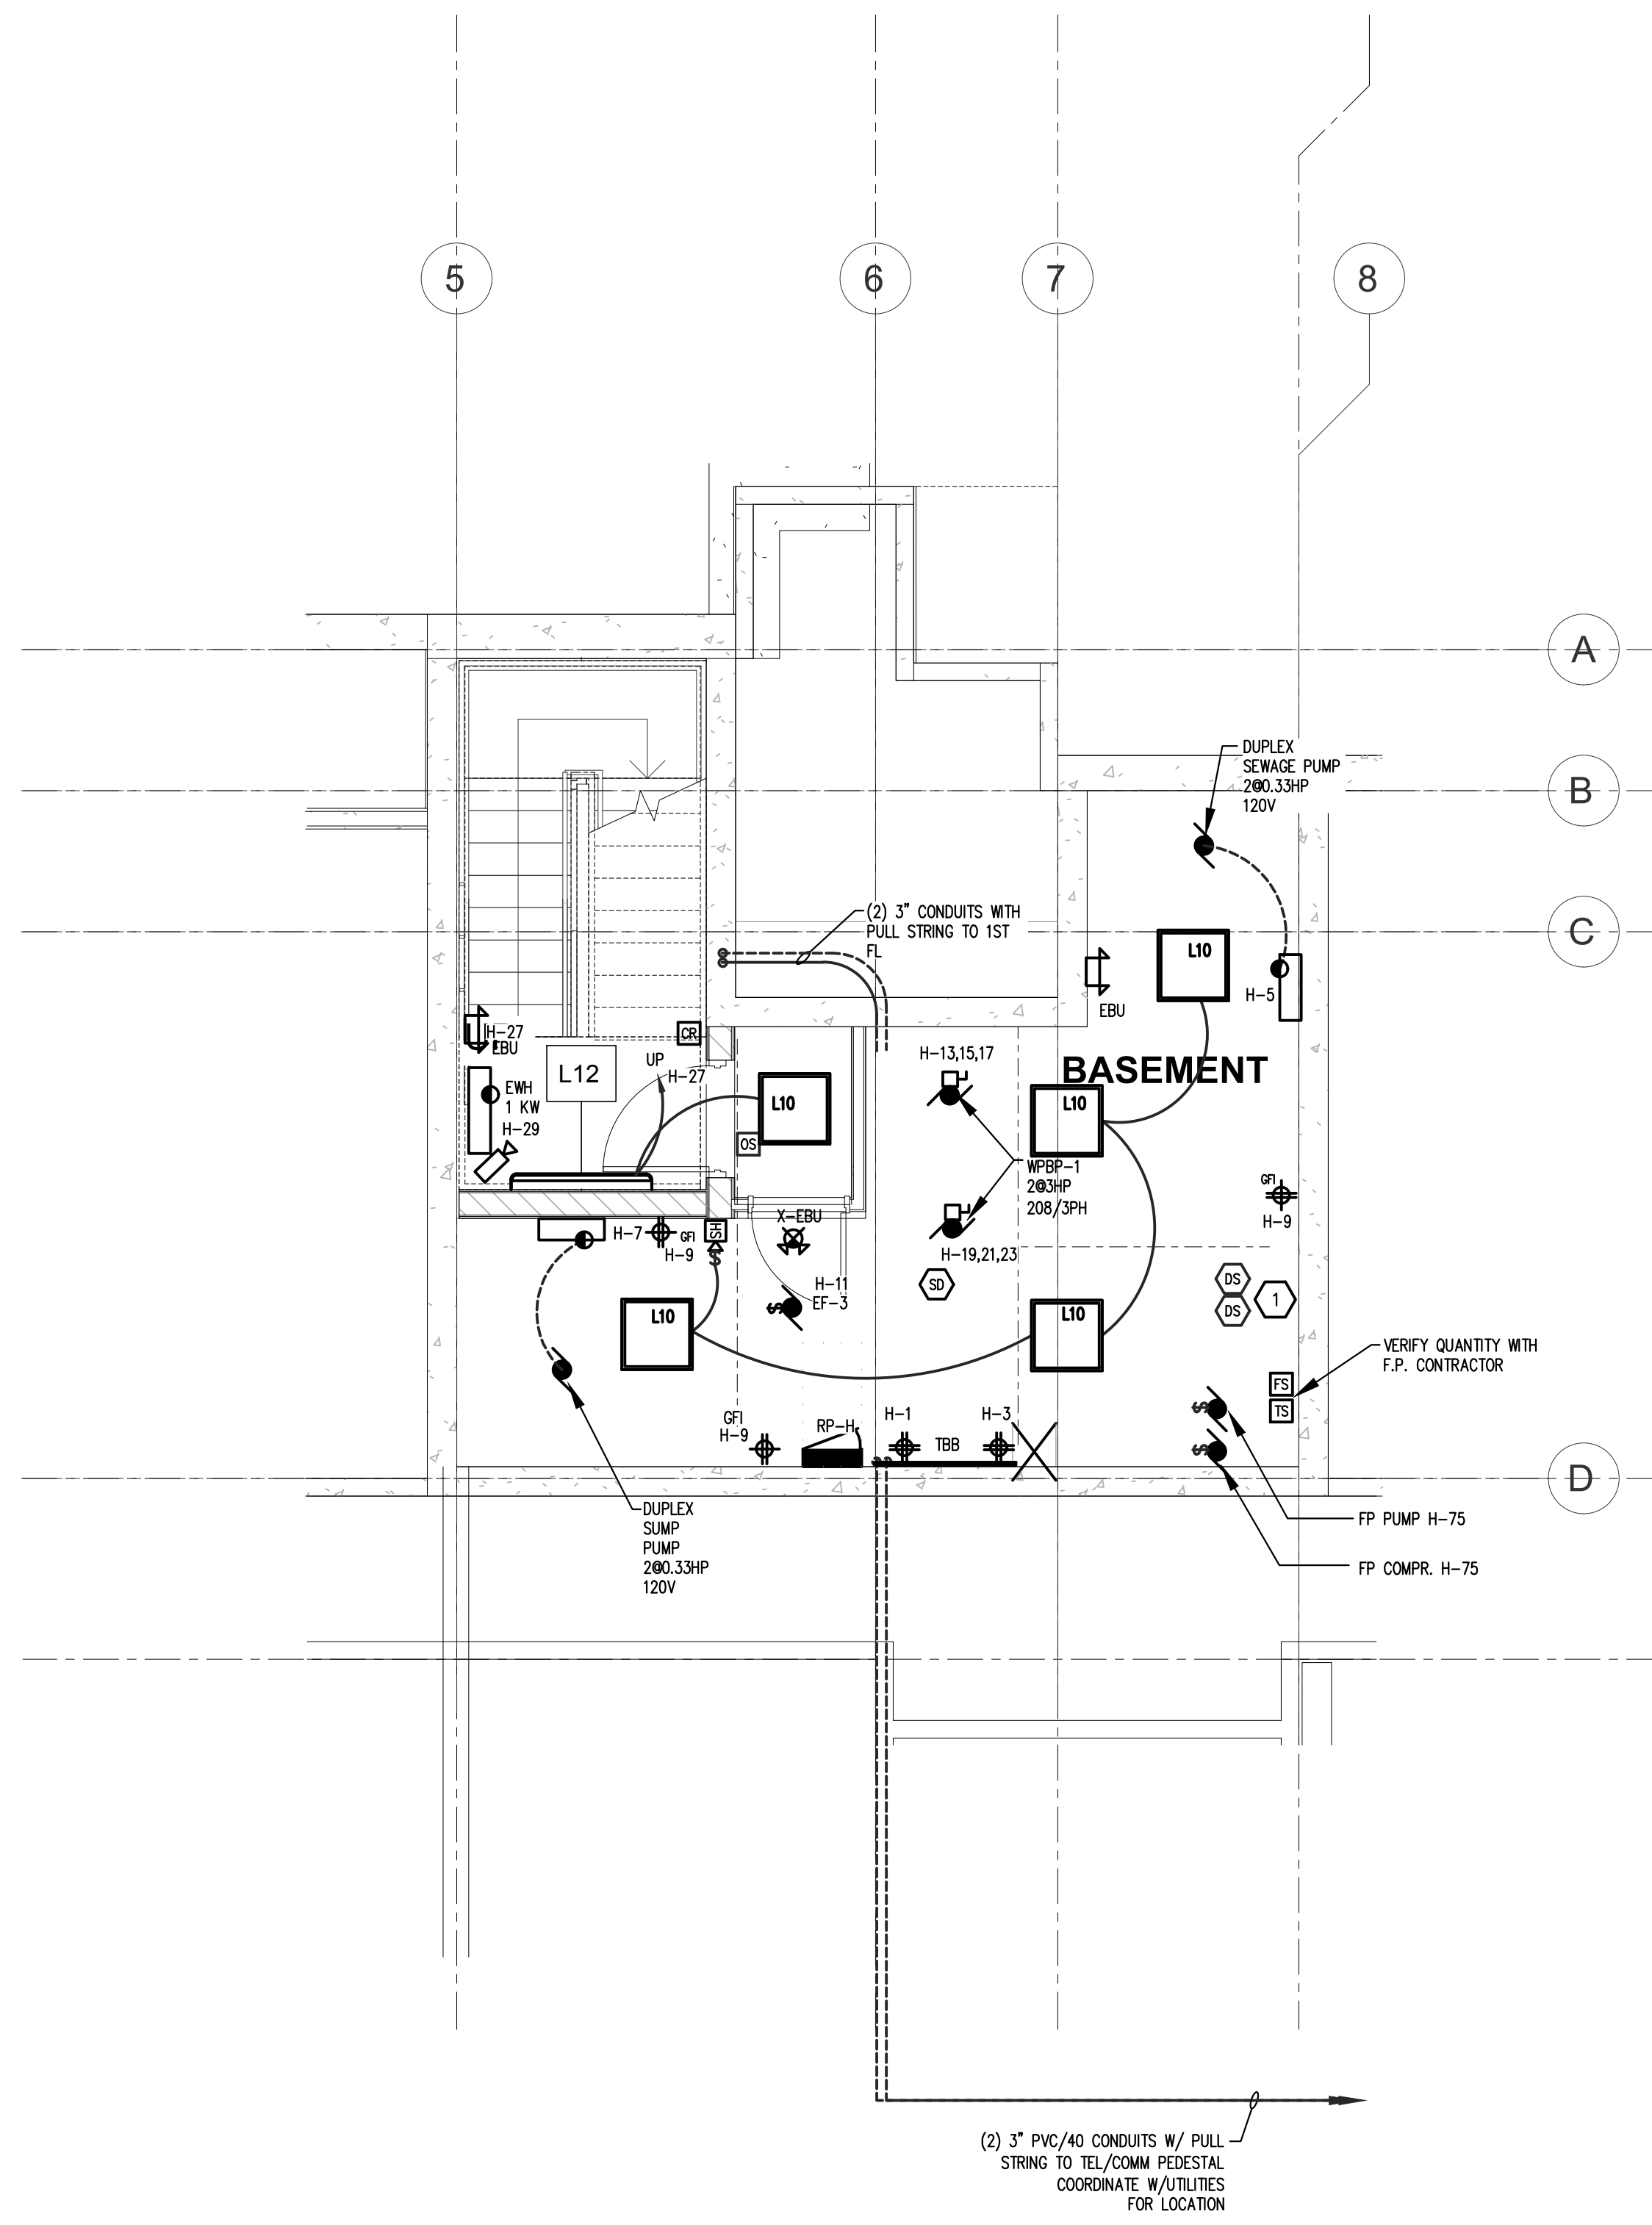 5
6
7
8
A
B
C
D
DUPLEX
SEWAGE PUMP
2@0.33HP
120V
(2) 3" CONDUITS WITH
PULL STRING TO 1ST
FL
L10
H-5
EBU
BASEMENT
H-27
EBU
CR
L12
UP
H-27
EWH
1 KW
H-29
L10
OS
H-13,15,17
L10
WPBP-1
2@3HP
208/3PH
GFI
H-9
H-7
GFI
H-9
SH
X-EBU
H-19,21,23
SD
H-11
EF-3
DS
DS
1
L10
L10
VERIFY QUANTITY WITH
F.P. CONTRACTOR
FS
TS
GFI
H-9
RP-H
H-1
TBB
H-3
DUPLEX
SUMP
PUMP
2@0.33HP
120V
FP PUMP H-75
FP COMPR. H-75
(2) 3" PVC/40 CONDUITS W/ PULL
STRING TO TEL/COMM PEDESTAL
COORDINATE W/UTILITIES
FOR LOCATION